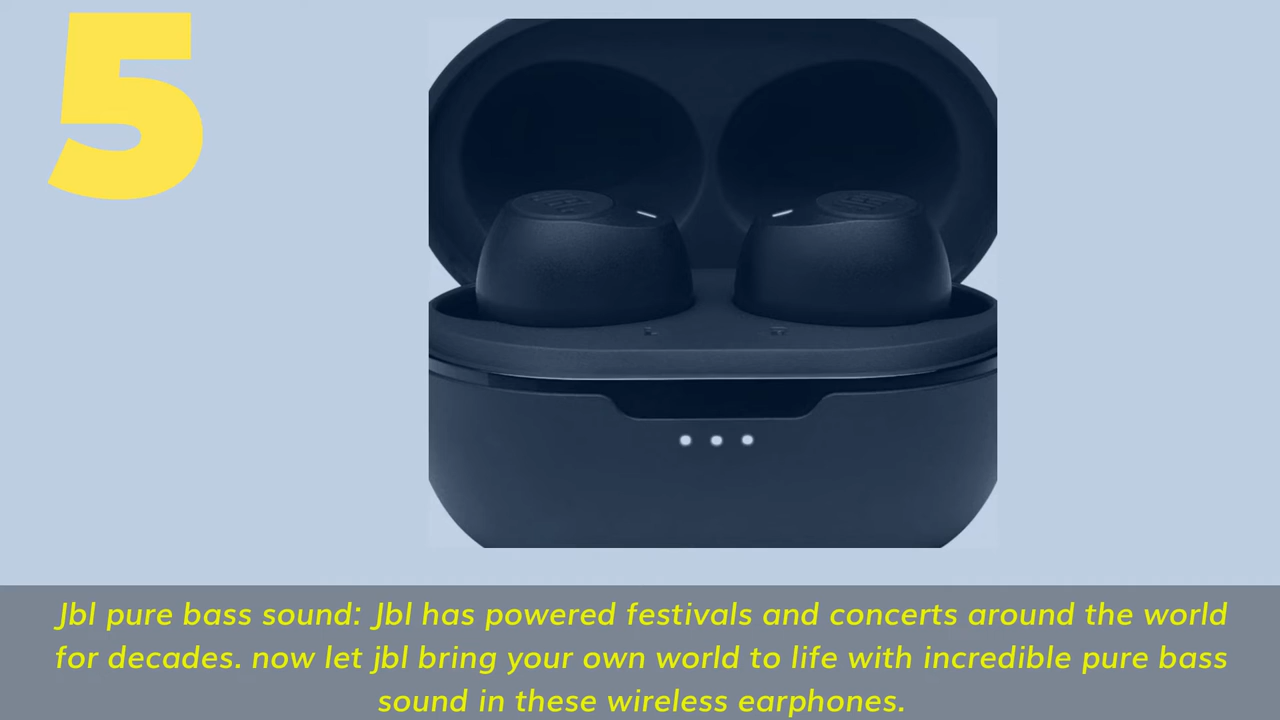 5
Jbl pure bass sound: Jbl has powered festivals and concerts around the world
for decades. now let jbl bring your own world to life with incredible pure bass
sound in these wireless earphones.